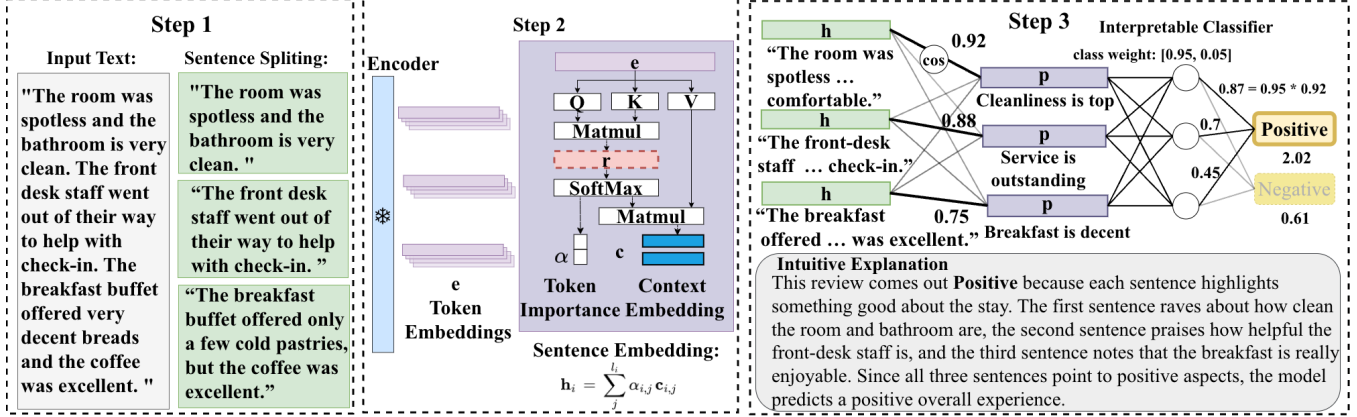 Step 1
Input Text:
"The room was
spotless and the
bathroom is very
clean. The front
desk staff went
out of their way
to help with
check-in. The
breakfast buffet
offered very
decent breads
and the coffee
was excellent. "
Sentence Spliting:
"The room was
spotless and the
bathroom is very
clean. "
“The front desk
staff went out of
their way to help
with check-in. ”
“The breakfast
buffet offered only
a few cold pastries,
but the coffee was
excellent.”
Step 2
Encoder
e
Token
Embeddings
e
Q K V
Matmul
r
SoftMax
Matmul
α c
Token
Importance
Context
Embedding
Sentence Embedding:
h_i = \sum_{j}^{l_i} α_{i,j} c_{i,j}
Step 3
Interpretable Classifier
class weight: [0.95, 0.05]
h
“The room was
spotless ...
comfortable.”
h
“The front-desk
staff ... check-in.”
h
“The breakfast
offered ... was excellent.”
cos
0.92
0.88
0.75
p
Cleanliness is top
p
Service is
outstanding
p
Breakfast is decent
0.87 = 0.95 * 0.92
0.7
0.45
Positive
2.02
Negative
0.61
Intuitive Explanation
This review comes out Positive because each sentence highlights
something good about the stay. The first sentence raves about how clean
the room and bathroom are, the second sentence praises how helpful the
front-desk staff is, and the third sentence notes that the breakfast is really
enjoyable. Since all three sentences point to positive aspects, the model
predicts a positive overall experience.